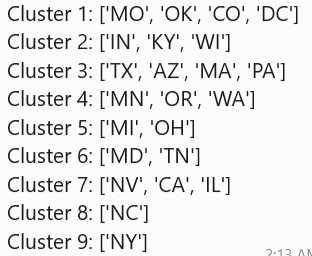 Cluster 1: ['MO', 'OK', 'CO', 'DC']
Cluster 2: ['IN', 'KY', 'WI']
Cluster 3: ['TX', 'AZ', 'MA', 'PA']
Cluster 4: ['MN', 'OR', 'WA']
Cluster 5: ['MI', 'OH']
Cluster 6: ['MD', 'TN']
Cluster 7: ['NV', 'CA', 'IL']
Cluster 8: ['NC']
Cluster 9: ['NY']
2:13 AM